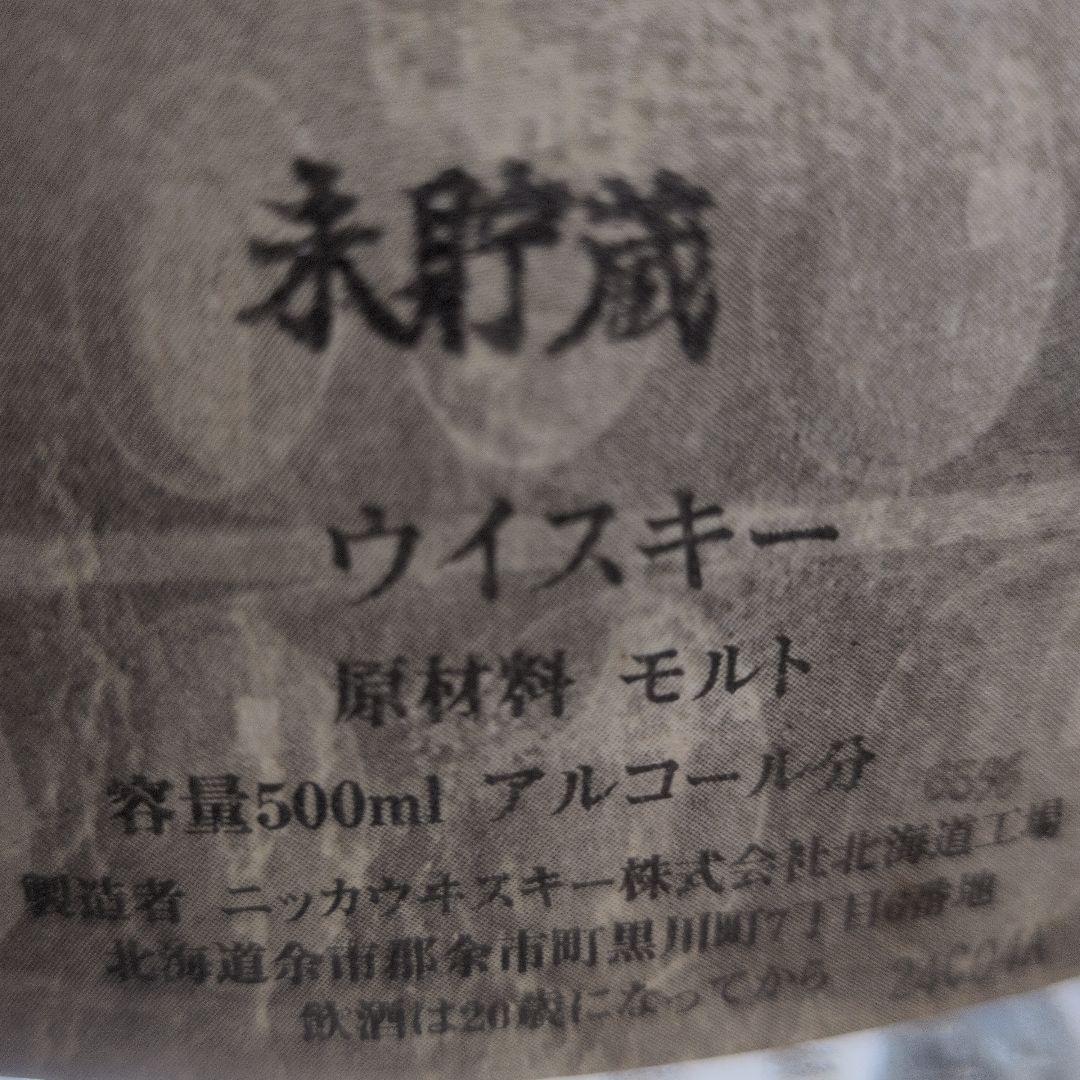 未貯蔵
ウイスキー
原材料 モルト
容量500ml アルコール分 65%
製造者 ニッカウヰスキー株式会社北海道工場
北海道余市郡余市町黒川町7丁目6番地
飲酒は20歳になってから